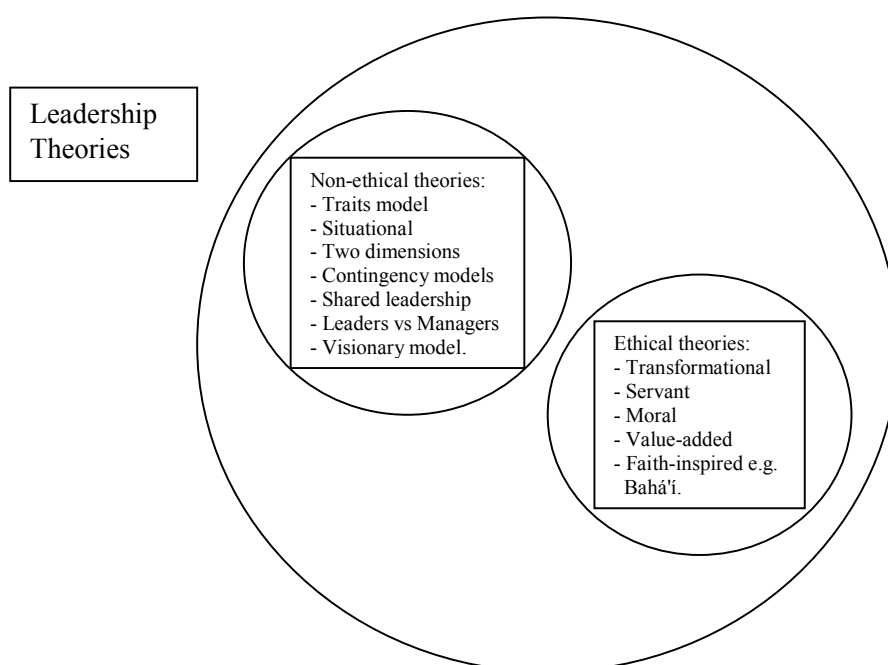 Leadership
Theories
Non-ethical theories:
- Traits model
- Situational
- Two dimensions
- Contingency models
- Shared leadership
- Leaders vs Managers
- Visionary model.
Ethical theories:
- Transformational
- Servant
- Moral
- Value-added
- Faith-inspired e.g.
Bahá'í.